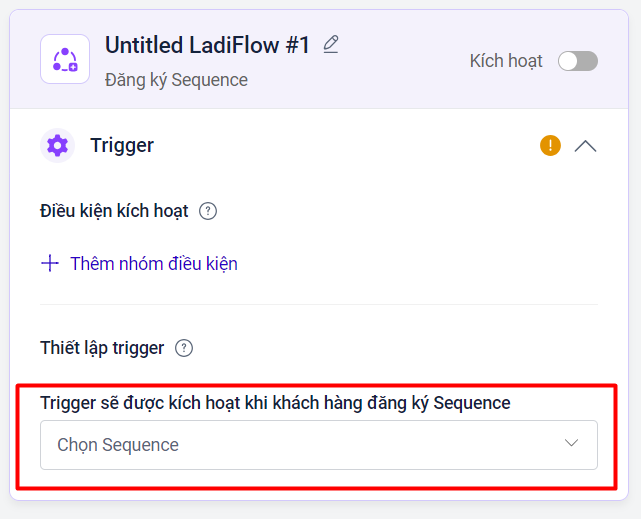 Untitled LadiFlow #1
Đăng ký Sequence
Kích hoạt
Trigger
Điều kiện kích hoạt
Thêm nhóm điều kiện
Thiết lập trigger
Trigger sẽ được kích hoạt khi khách hàng đăng ký Sequence
Chọn Sequence